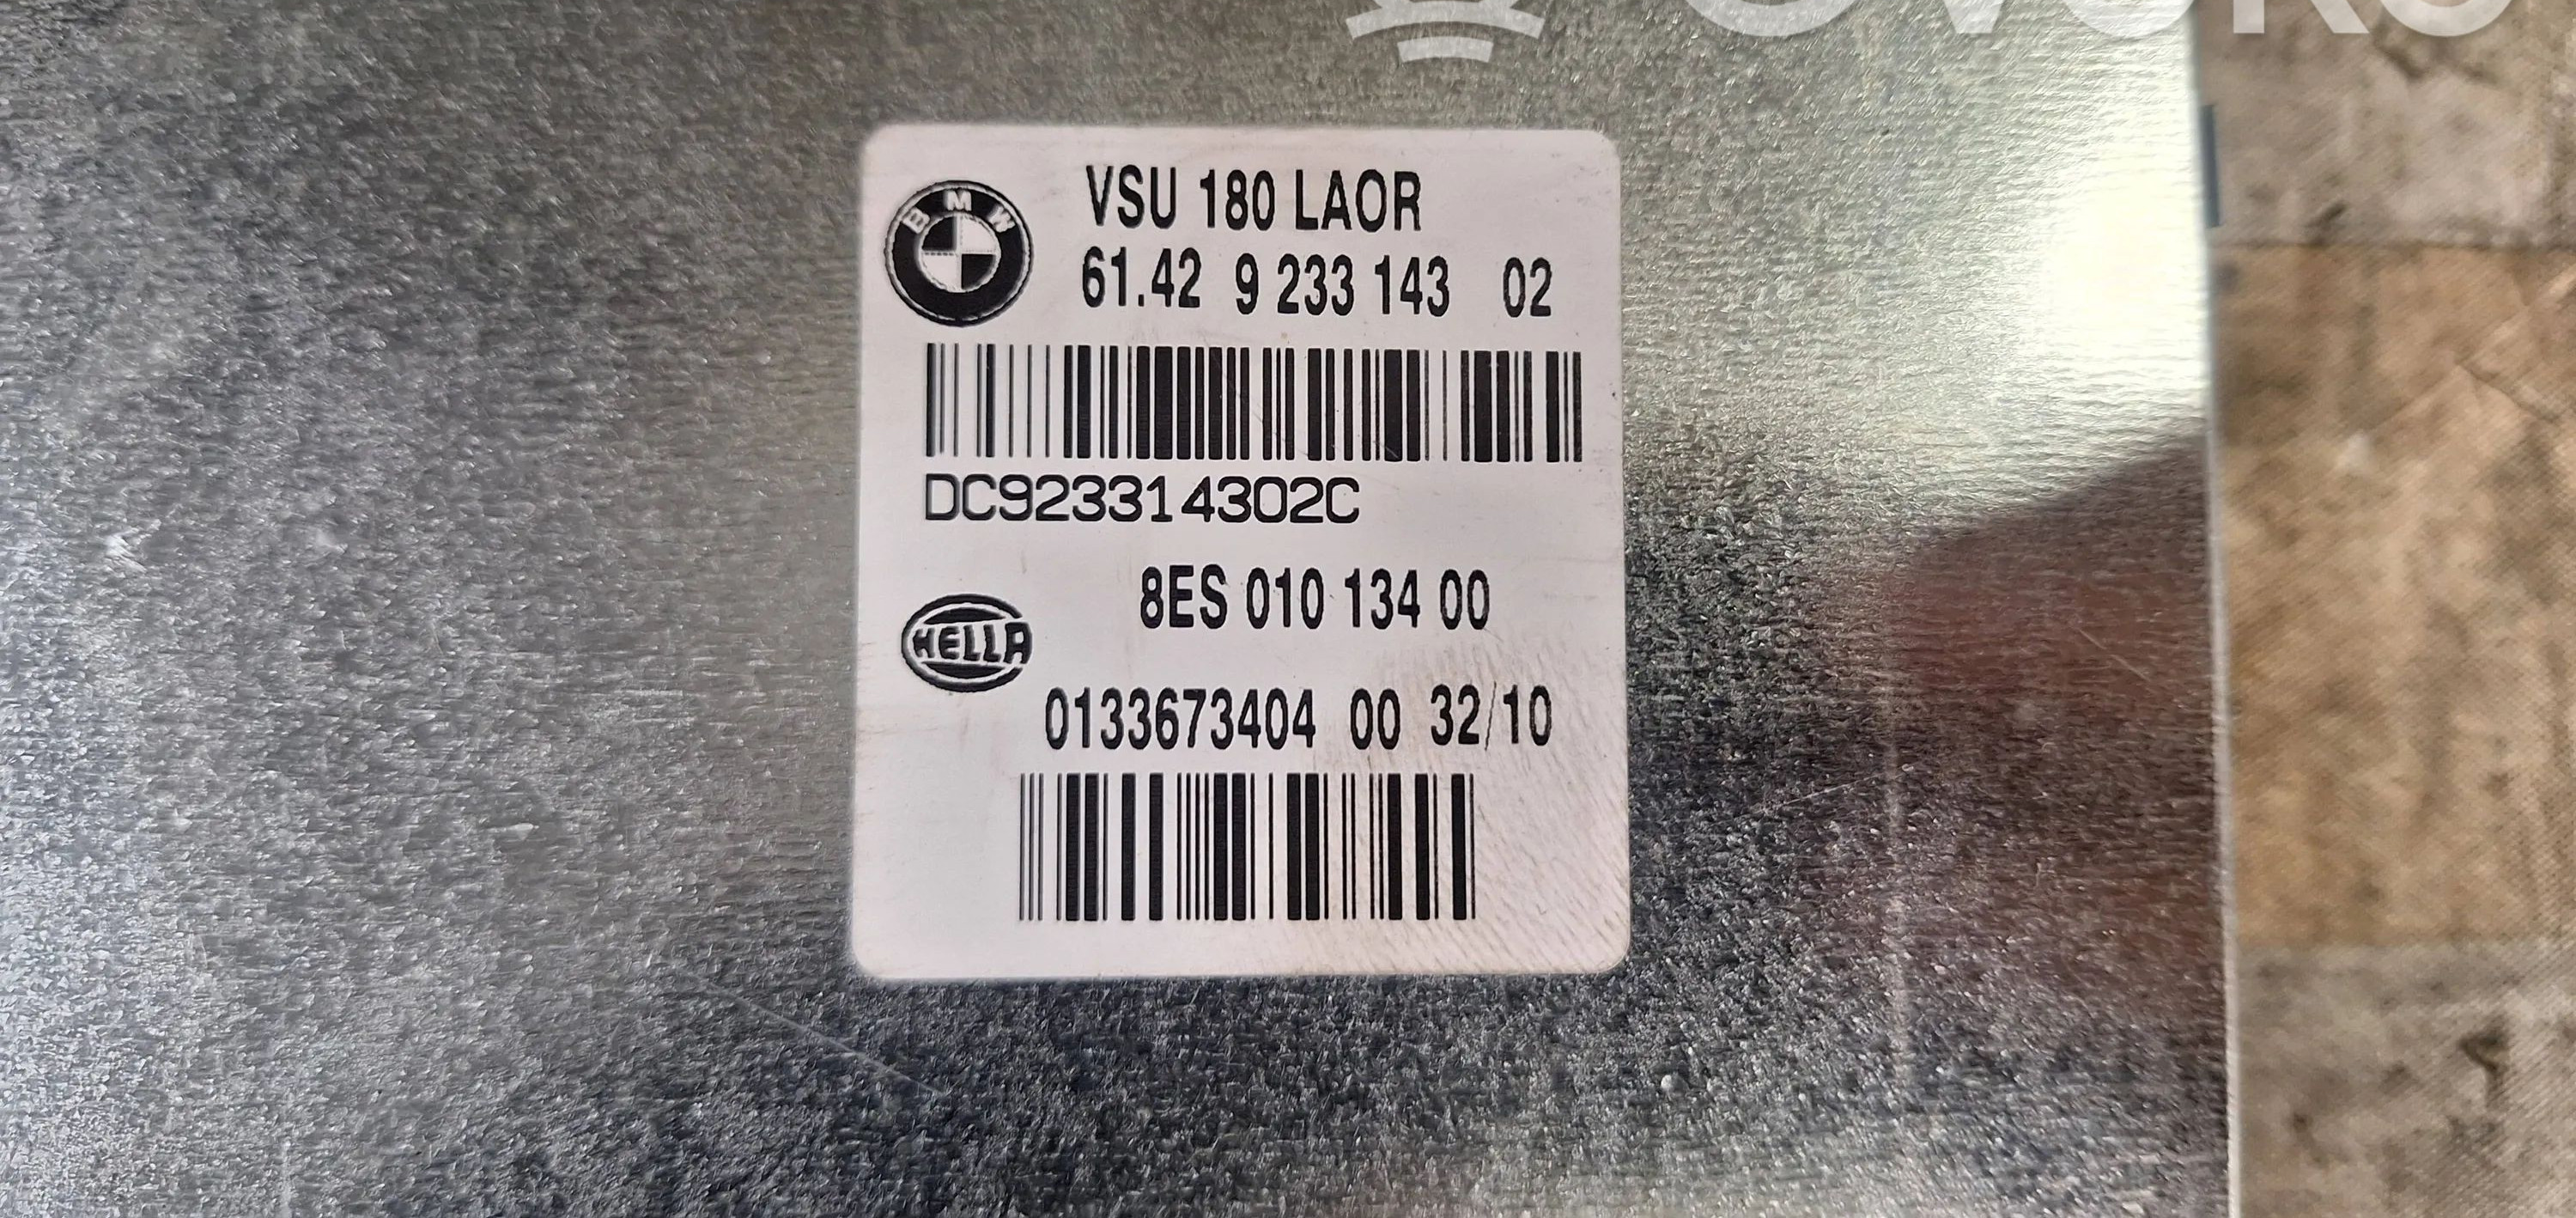 BMW
VSU 180 LAOR
61.42 9 233 143 02
DC923314302C
8ES 010 134 00
HELLA
0133673404 00 32/10